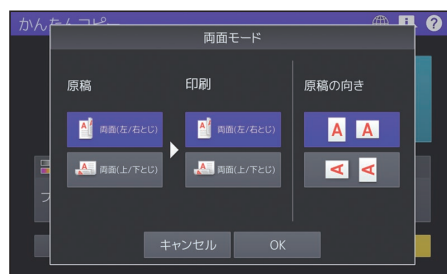 かんたんコピー
両面モード
原稿
印刷
原稿の向き
両面(左/右とじ)
両面(左/右とじ)
A A
両面(上/下とじ)
両面(上/下とじ)
A A
キャンセル
OK